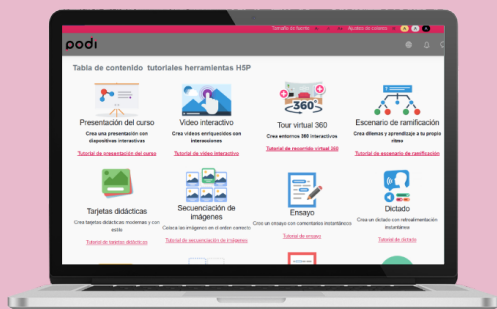 Tamaño de fuente
Ajustes de contraste
podi
Tabla de contenido tutoriales herramientas H5P
360°
Presentación del curso
Video interactivo
Tour virtual 360
Escenario de ramificación
Crea una presentación con diapositivas interactivas
Crea videos enriquecidos con interacciones
Crea entornos 360 interactivos
Crea dilemas y aprendizaje a tu propio ritmo
Tutorial de presentación del curso
Tutorial de video interactivo
Tutorial de recorrido virtual 360
Tutorial de escenario de ramificación
Tarjetas didácticas
Secuenciación de imágenes
Ensayo
Dictado
Crea tarjetas didácticas modernas y con estilo
Coloca las imágenes en el orden correcto
Cree un ensayo con comentarios instantáneos
Crea un dictado con retroalimentación instantánea
Tutorial de tarjetas didácticas
Tutorial de secuenciación de imágenes
Tutorial de ensayo
Tutorial de dictado